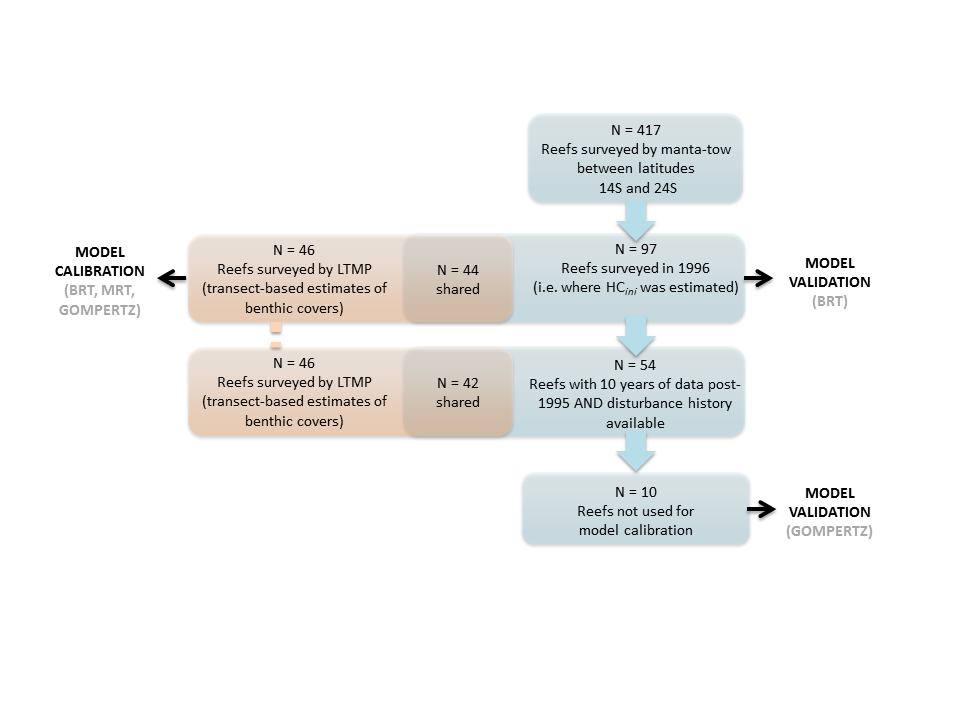 N = 417
Reefs surveyed by manta-tow
between latitudes
14S and 24S
MODEL
CALIBRATION
(BRT, MRT,
GOMPERTZ)
N = 46
Reefs surveyed by LTMP
(transect-based estimates of
benthic covers)
N = 44
shared
N = 97
Reefs surveyed in 1996
(i.e. where HCini was estimated)
MODEL
VALIDATION
(BRT)
N = 46
Reefs surveyed by LTMP
(transect-based estimates of
benthic covers)
N = 42
shared
N = 54
Reefs with 10 years of data post-
1995 AND disturbance history
available
N = 10
Reefs not used for
model calibration
MODEL
VALIDATION
(GOMPERTZ)